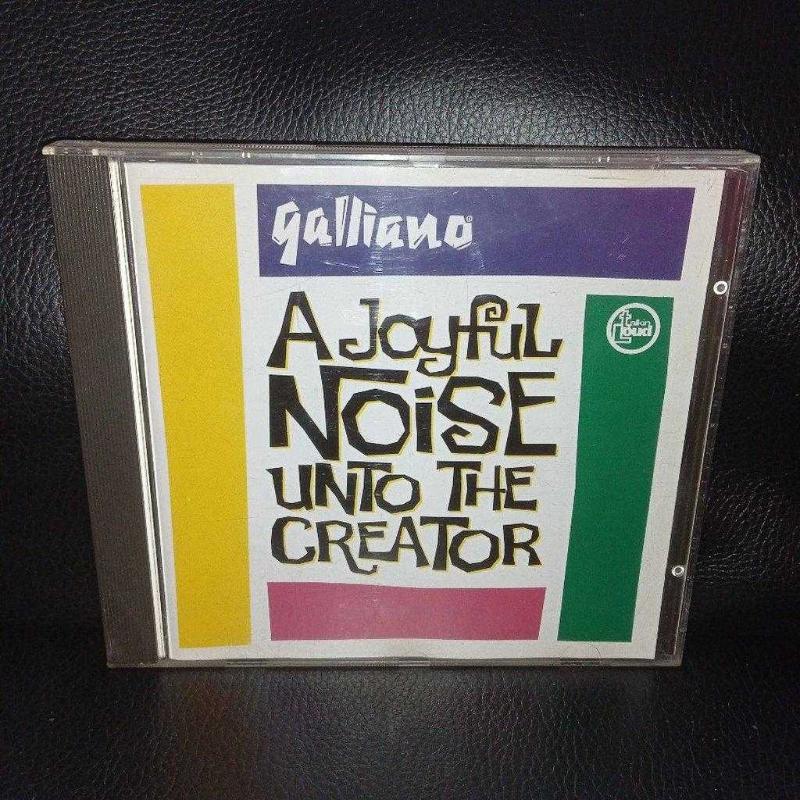 galliano
A Joyful
NOiSE
UNTO THE
CREATOR
talkin
loud